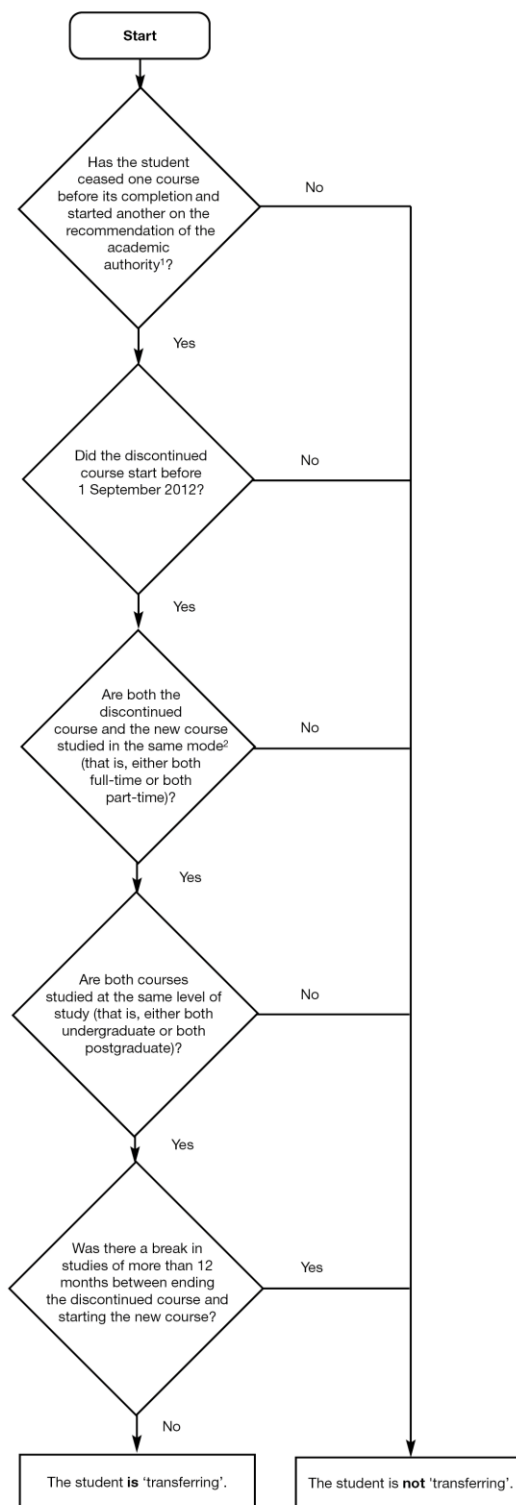 Start
Has the student
ceased one course
before its completion and
started another on the
recommendation of the
academic
authority¹?
No
Yes
Did the discontinued
course start before
1 September 2012?
No
Yes
Are both the
discontinued
course and the new course
studied in the same mode²
(that is, either both
full-time or both
part-time)?
No
Yes
Are both courses
studied at the same level of
study (that is, either both
undergraduate or both
postgraduate)?
No
Yes
Was there a break in
studies of more than 12
months between ending
the discontinued course and
starting the new course?
Yes
No
The student is ‘transferring’.
The student is not ‘transferring’.